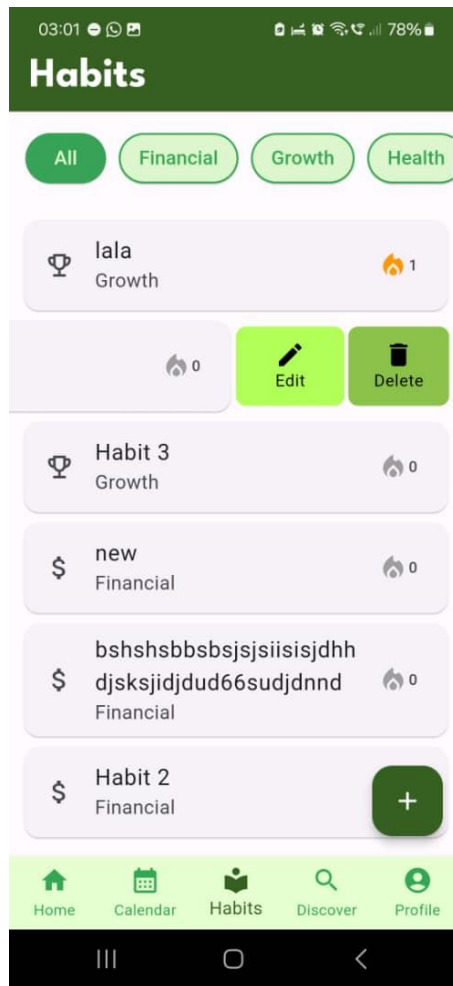 03:01 78%
Habits
All Financial Growth Health
lala
Growth
1
0 Edit Delete
Habit 3
Growth
0
new
Financial
0
bshshsbbsbsjsjsiisisjdhh
djsksjidjdud66sudjdnnd
Financial
0
Habit 2
Financial
+
Home Calendar Habits Discover Profile